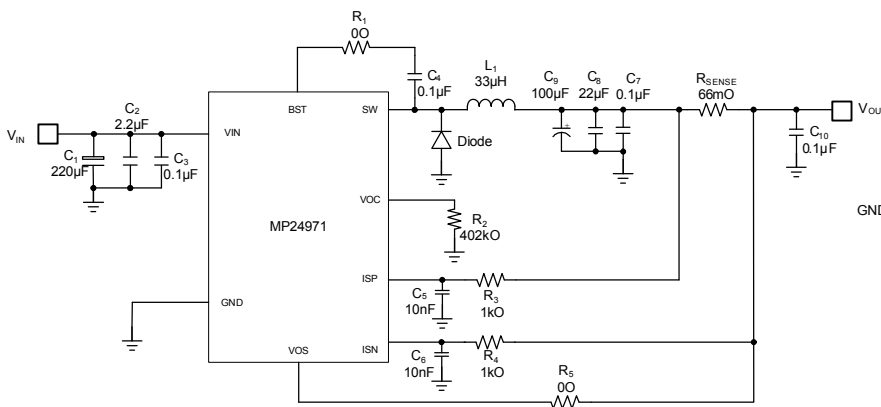 R1
0O
C4
0.1µF
L1
33µH
C9
100µF
C8
22µF
C7
0.1µF
RSENSE
66mO
BST
SW
C2
2.2µF
VIN
VIN
VOU
Diode
C1
220µF
C3
0.1µF
C10
0.1µF
VOC
R2
402kO
GND
MP24971
ISP
C5
10nF
R3
1kO
GND
VOS
ISN
C6
10nF
R4
1kO
R5
0O